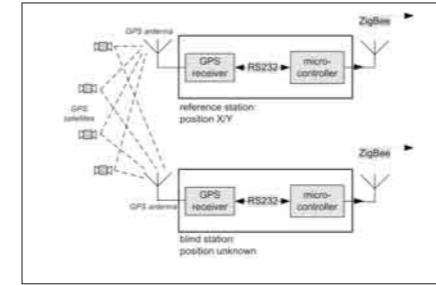 GPS antenna
ZigBee
GPS
receiver
RS232
micro-
controller
GPS
satellites
reference station:
position X/Y
ZigBee
GPS
receiver
RS232
micro-
controller
GPS antenna
blind station:
position unknown